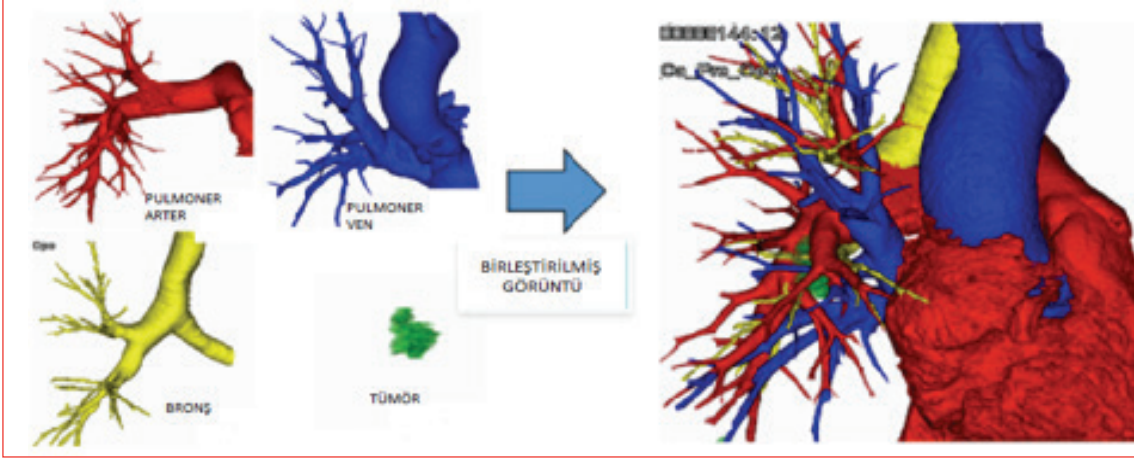 PULMONER
ARTER
PULMONER
VEN
BRONŞ
TÜMÖR
BİRLEŞTİRİLMİŞ
GÖRÜNTÜ